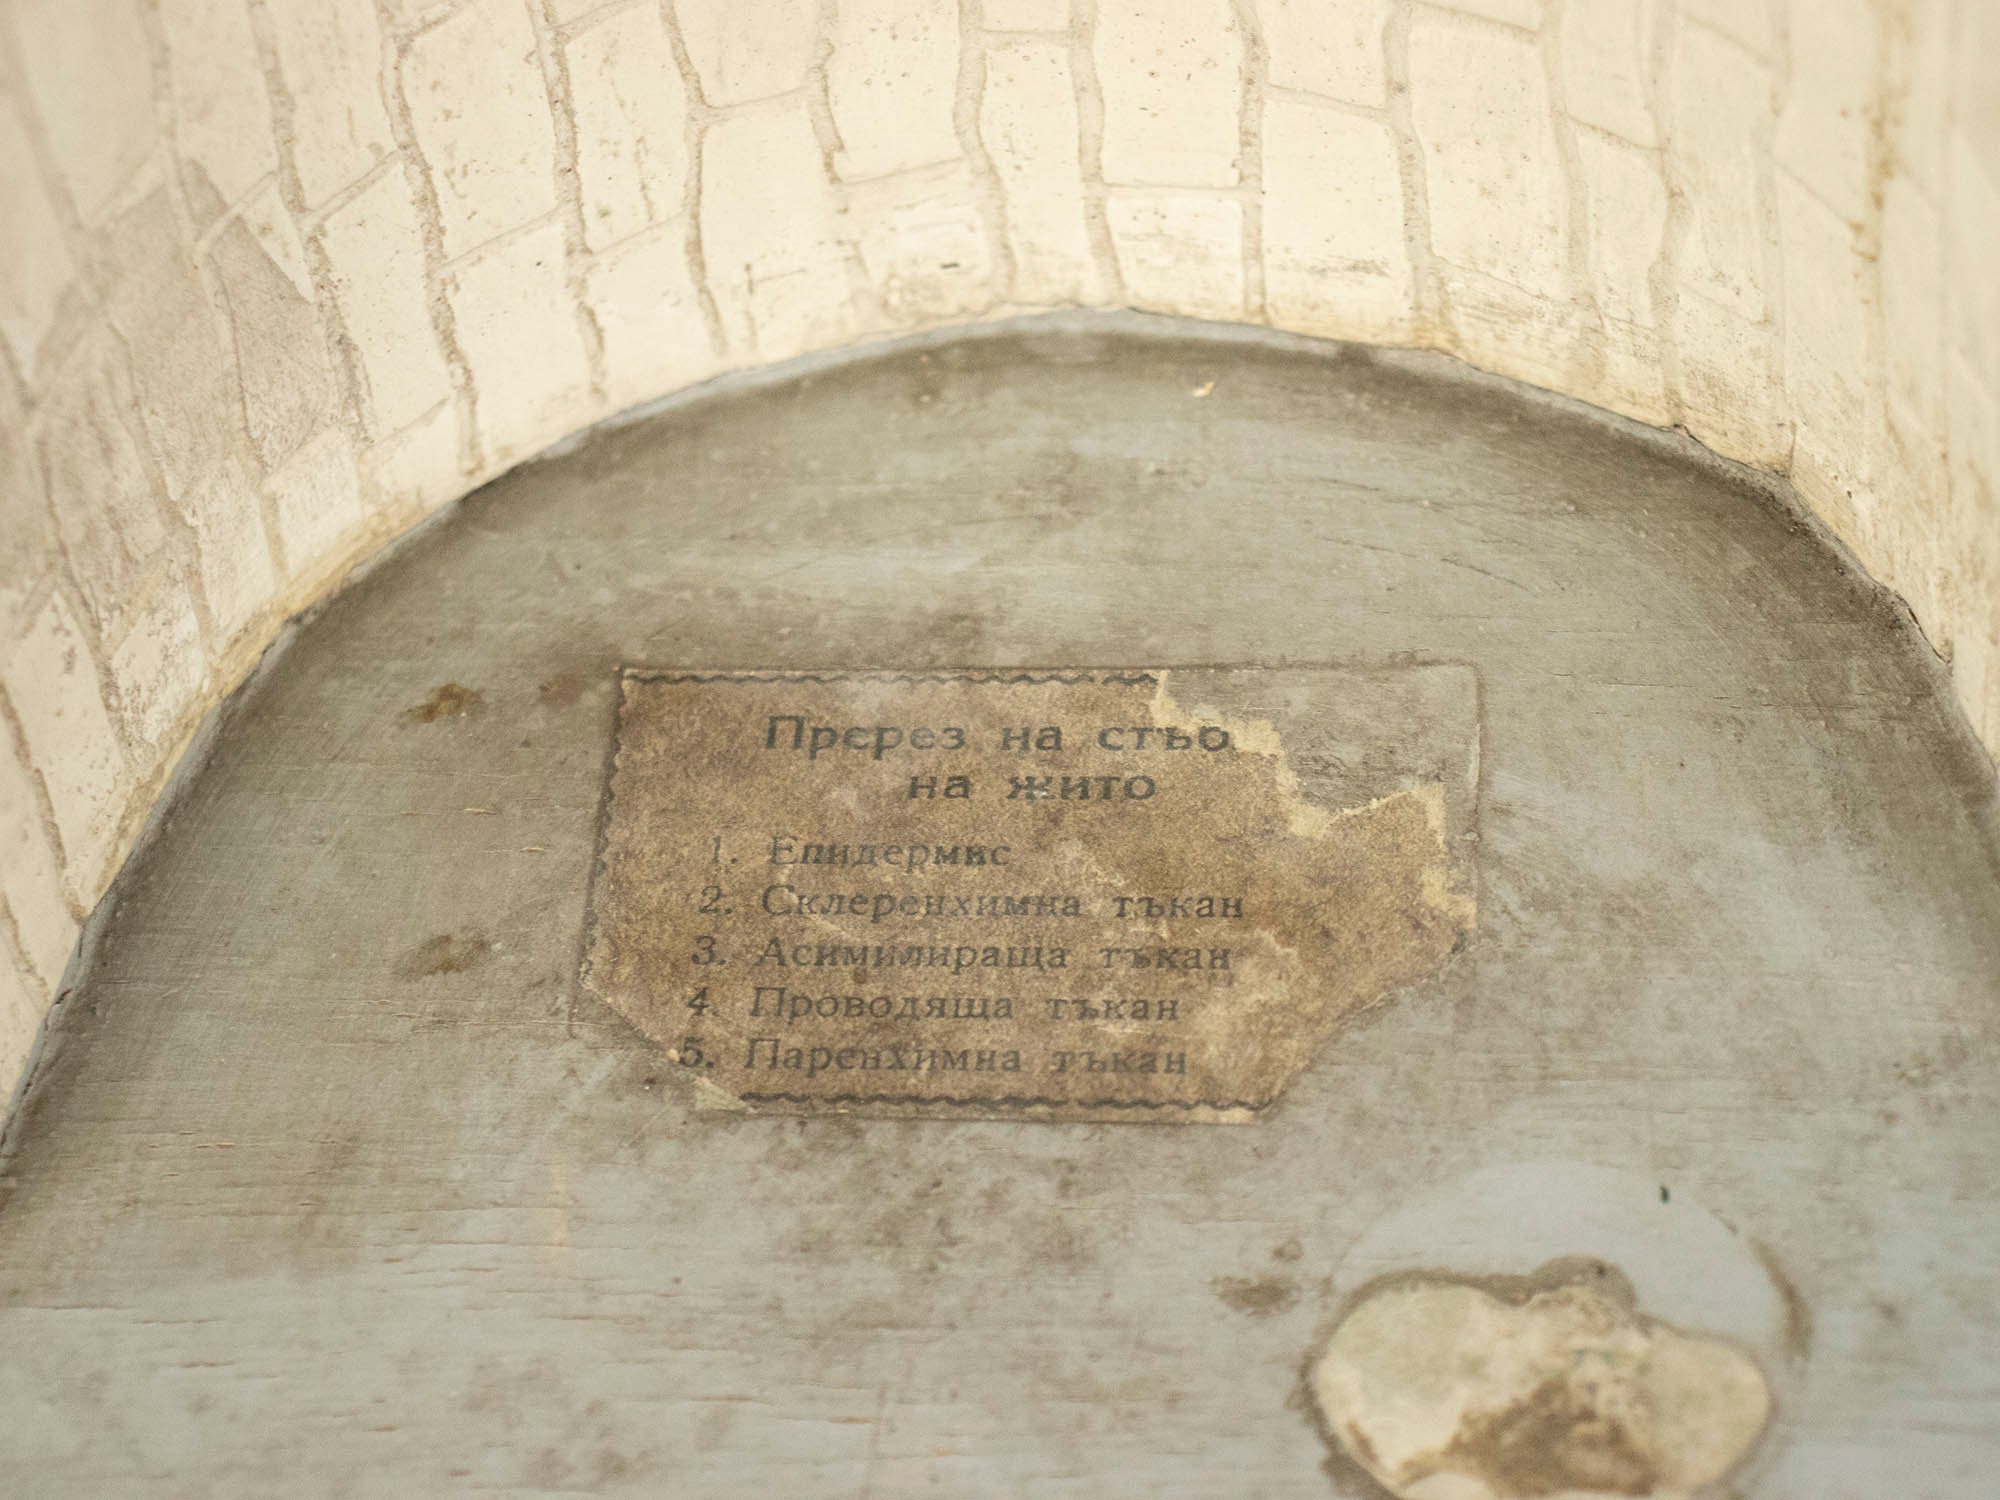 Пререз на стъб
на жито
1. Епидермис
2. Склеренхимна тъкан
3. Асимилираща тъкан
4. Проводяща тъкан
5. Паренхимна тъкан